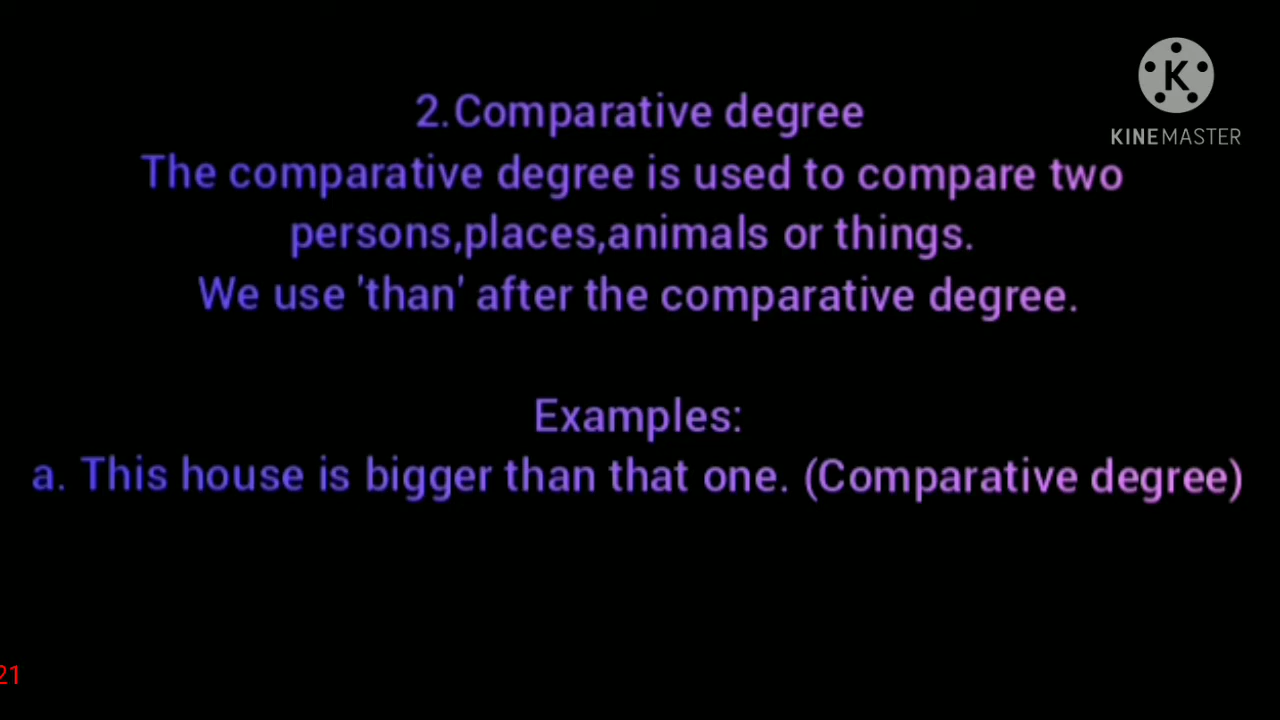 K
KINEMASTER
2.Comparative degree
The comparative degree is used to compare two
persons,places,animals or things.
We use 'than' after the comparative degree.
Examples:
a. This house is bigger than that one. (Comparative degree)
21